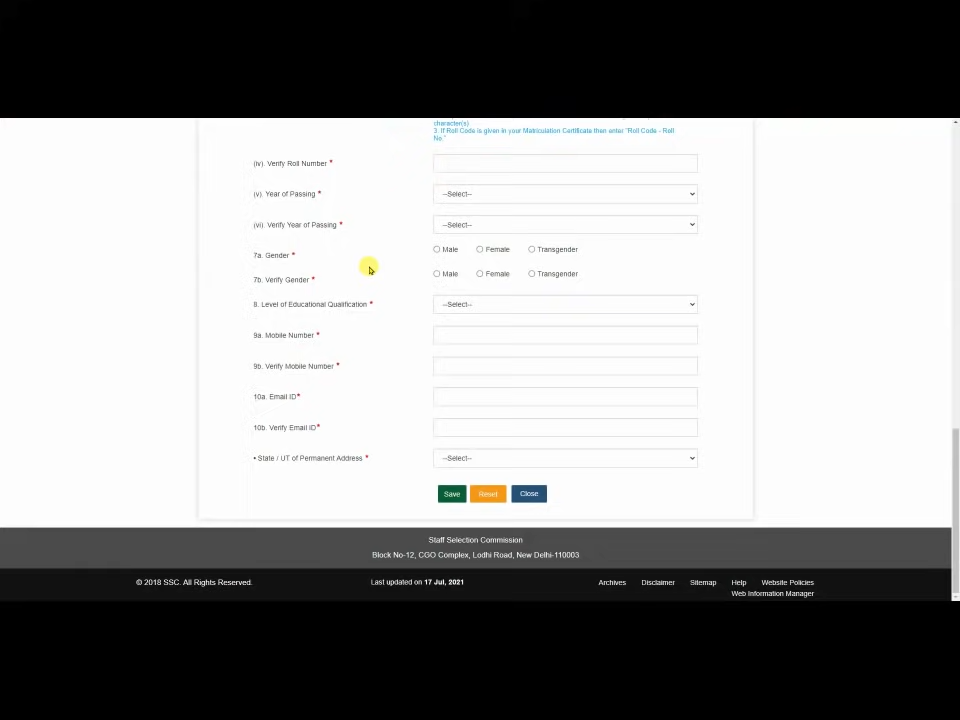 character(s)
3. If Roll Code is given in your Matriculation Certificate then enter "Roll Code - Roll
No."
(iv). Verify Roll Number *
(v). Year of Passing * --Select--
(vi). Verify Year of Passing * --Select--
7a. Gender * Male Female Transgender
7b. Verify Gender * Male Female Transgender
8. Level of Educational Qualification * --Select--
9a. Mobile Number *
9b. Verify Mobile Number *
10a. Email ID*
10b. Verify Email ID*
• State / UT of Permanent Address * --Select--
Save Reset Close
Staff Selection Commission
Block No-12, CGO Complex, Lodhi Road, New Delhi-110003
© 2018 SSC. All Rights Reserved. Last updated on 17 Jul, 2021 Archives Disclaimer Sitemap Help Website Policies
Web Information Manager